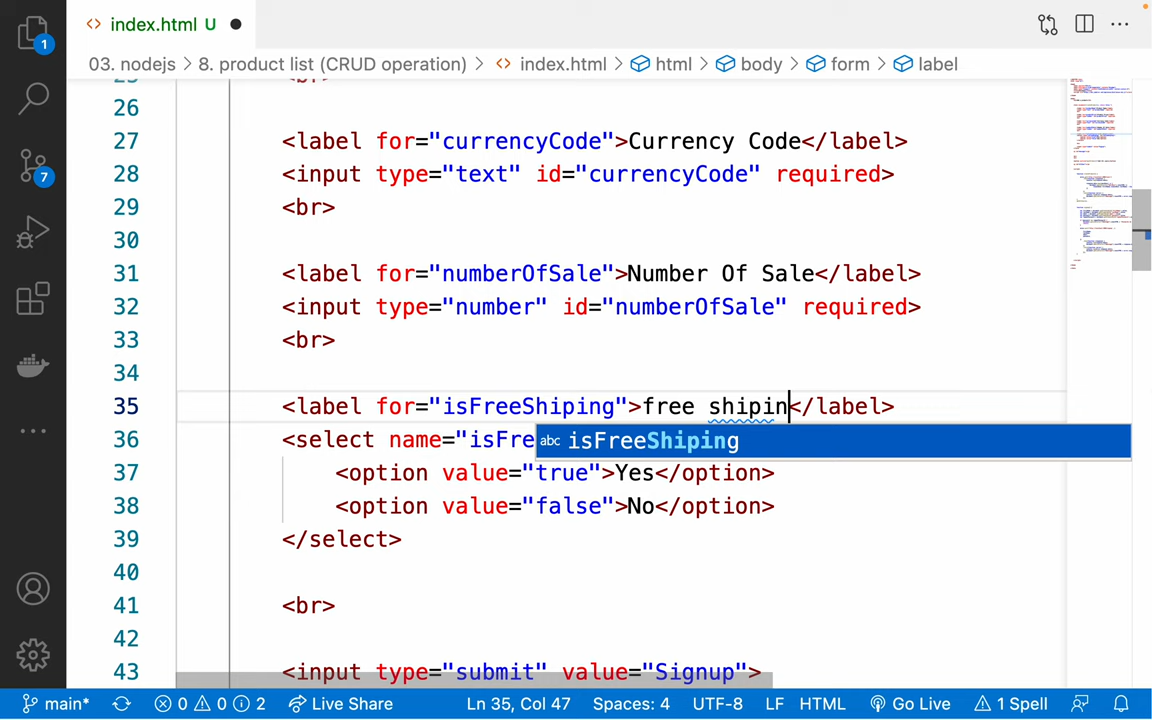 index.html U
03. nodejs > 8. product list (CRUD operation) > index.html > html > body > form > label
1
7
26
27 <label for="currencyCode">Currency Code</label>
28 <input type="text" id="currencyCode" required>
29 <br>
30
31 <label for="numberOfSale">Number Of Sale</label>
32 <input type="number" id="numberOfSale" required>
33 <br>
34
35 <label for="isFreeShiping">free shipin</label>
36 <select name="isFre
abc isFreeShiping
37 <option value="true">Yes</option>
38 <option value="false">No</option>
39 </select>
40
41 <br>
42
43 <input type="submit" value="Signup">
main* 0 0 2 Live Share Ln 35, Col 47 Spaces: 4 UTF-8 LF HTML Go Live 1 Spell